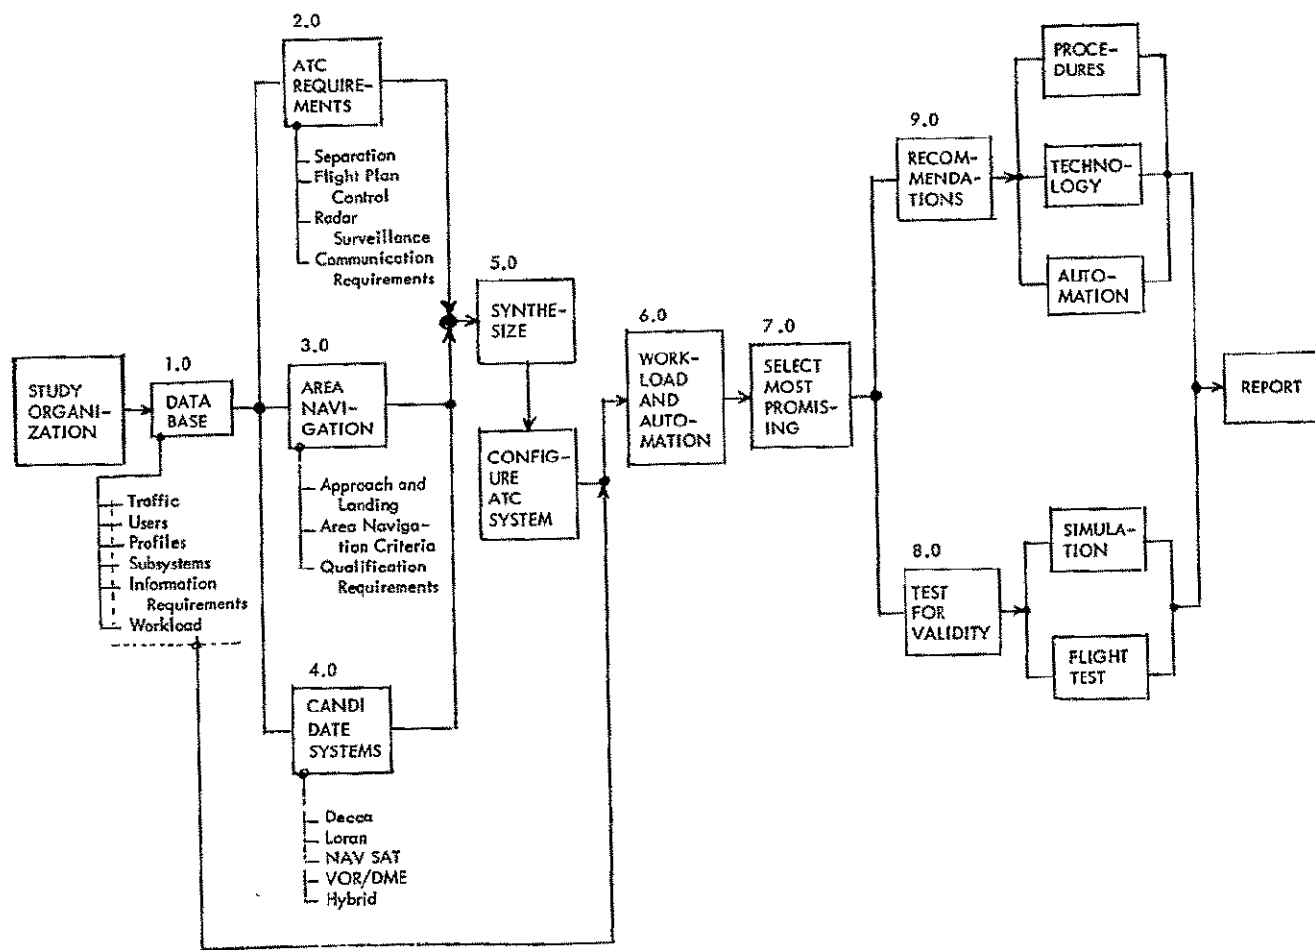 STUDY
ORGANI-
ZATION
1.0
DATA
BASE
Traffic
Users
Profiles
Subsystems
Information
Requirements
Workload
2.0
ATC
REQUIRE-
MENTS
Separation
Flight Plan
Control
Radar
Surveillance
Communication
Requirements
3.0
AREA
NAVI-
GATION
Approach and
Landing
Area Naviga-
tion Criteria
Qualification
Requirements
4.0
CANDI
DATE
SYSTEMS
Decca
Loran
NAV SAT
VOR/DME
Hybrid
5.0
SYNTHE-
SIZE
CONFIG-
URE
ATC
SYSTEM
6.0
WORK-
LOAD
AND
AUTO-
MATION
7.0
SELECT
MOST
PROMIS-
ING
9.0
RECOM-
MENDA-
TIONS
PROCE-
DURES
TECHNO-
LOGY
AUTO-
MATION
8.0
TEST
FOR
VALIDITY
SIMULA-
TION
FLIGHT
TEST
REPORT